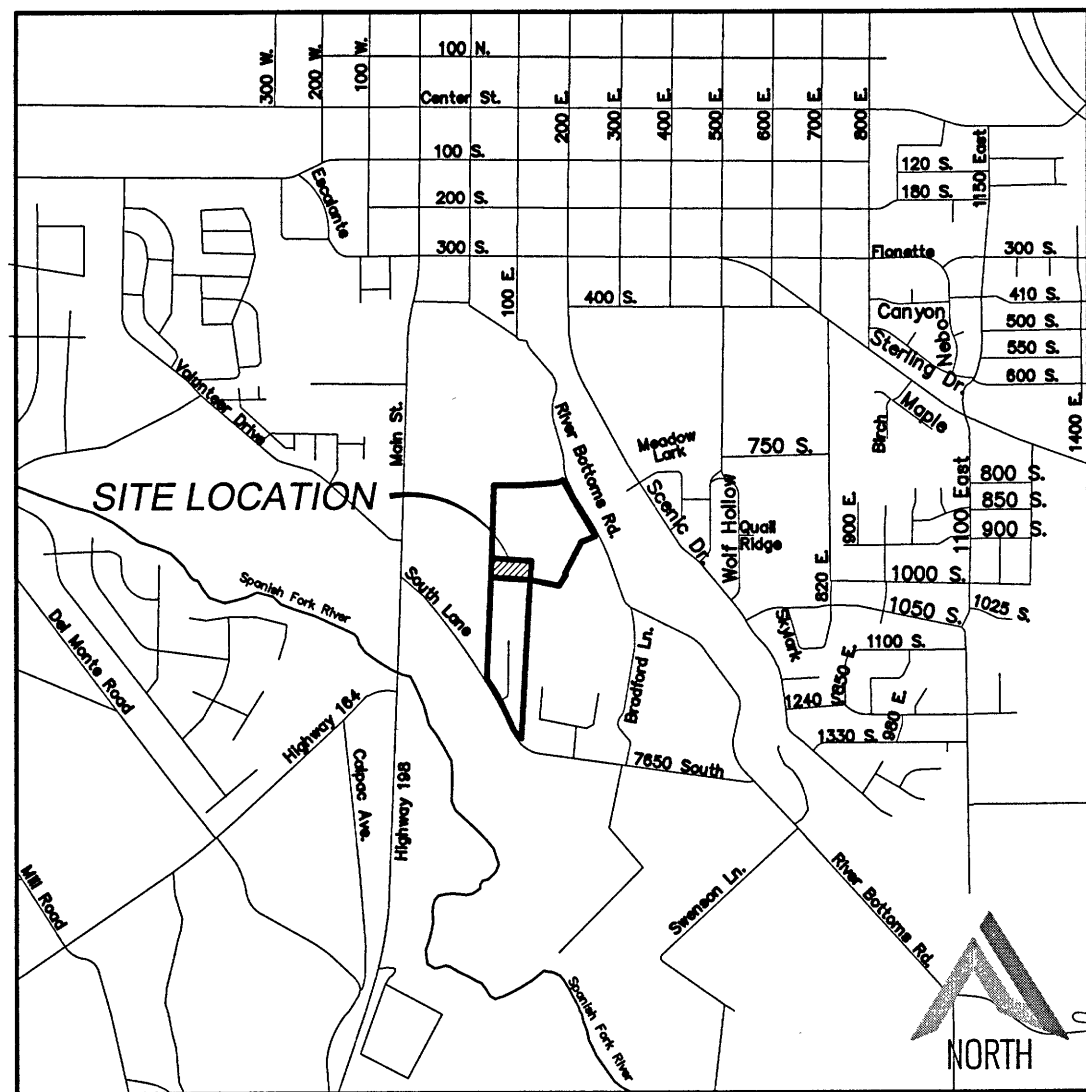 100 N.
300 W.
200 W.
100 W.
Center St.
200 E.
300 E.
400 E.
500 E.
600 E.
700 E.
800 E.
100 S.
120 S.
1150 East
180 S.
Escalante
200 S.
300 S.
Fionette
300 S.
100 E.
400 S.
410 S.
Canyon
Nebo
500 S.
Sterling Dr.
550 S.
600 S.
Volunteer Drive
Main St.
River Bottoms Rd.
Maple
Birch
1400 E.
Meadow
Lark
750 S.
SITE LOCATION
Scenic Dr.
Wolf Hollow
Quail
Ridge
900 E.
1100 East
800 S.
850 S.
900 S.
South Lane
820 E.
1000 S.
Spanish Fork River
Del Monte Road
Skylark
1050 S.
1025 S.
Bradford Ln.
1100 S.
850 E.
1240
980 E.
1330 S.
Highway 164
7650 South
Calpac Ave.
Highway 198
Mill Road
Swenson Ln.
River Bottoms Rd.
Spanish Fork River
NORTH